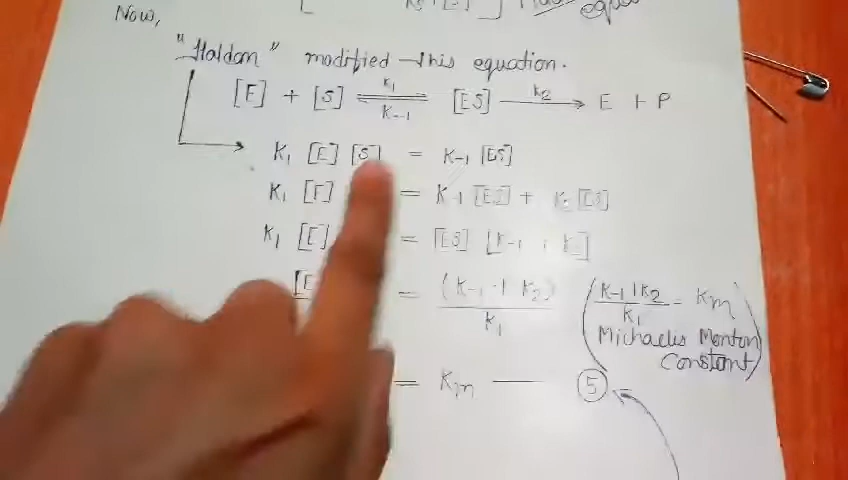 Now,
"Haldan" modified this equation.
[E] + [S] ⇌ [ES] → E + P
K1
K-1
K2
K1 [E] [S] = K-1 [ES]
K1 [E] = K-1 [ES] + K2 [ES]
K1 [E] = [ES] [K-1 + K2]
= (K-1 + K2) / K1
(K-1 + K2 / K1 = Km
Michaelis Menton
Constant)
= Km — 5